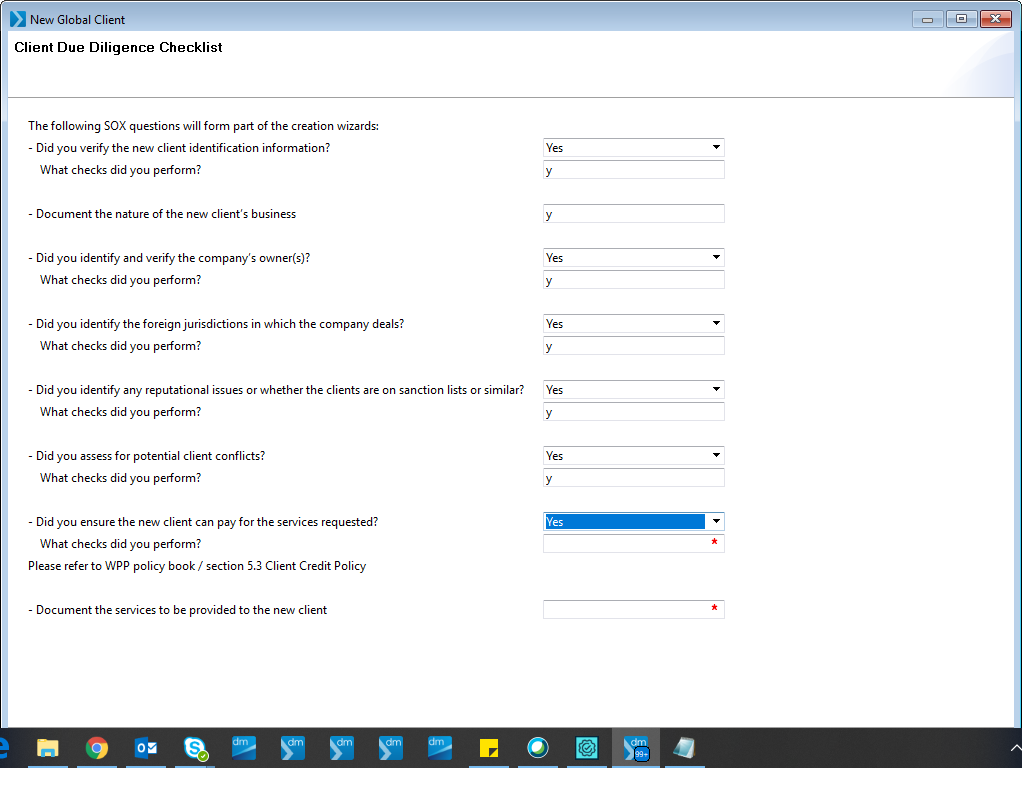 New Global Client
Client Due Diligence Checklist
The following SOX questions will form part of the creation wizards:
- Did you verify the new client identification information? Yes
What checks did you perform? y
- Document the nature of the new client's business y
- Did you identify and verify the company's owner(s)? Yes
What checks did you perform? y
- Did you identify the foreign jurisdictions in which the company deals? Yes
What checks did you perform? y
- Did you identify any reputational issues or whether the clients are on sanction lists or similar? Yes
What checks did you perform? y
- Did you assess for potential client conflicts? Yes
What checks did you perform? y
- Did you ensure the new client can pay for the services requested? Yes
What checks did you perform? *
Please refer to WPP policy book / section 5.3 Client Credit Policy
- Document the services to be provided to the new client *
dm dm dm dm dm dm 99+